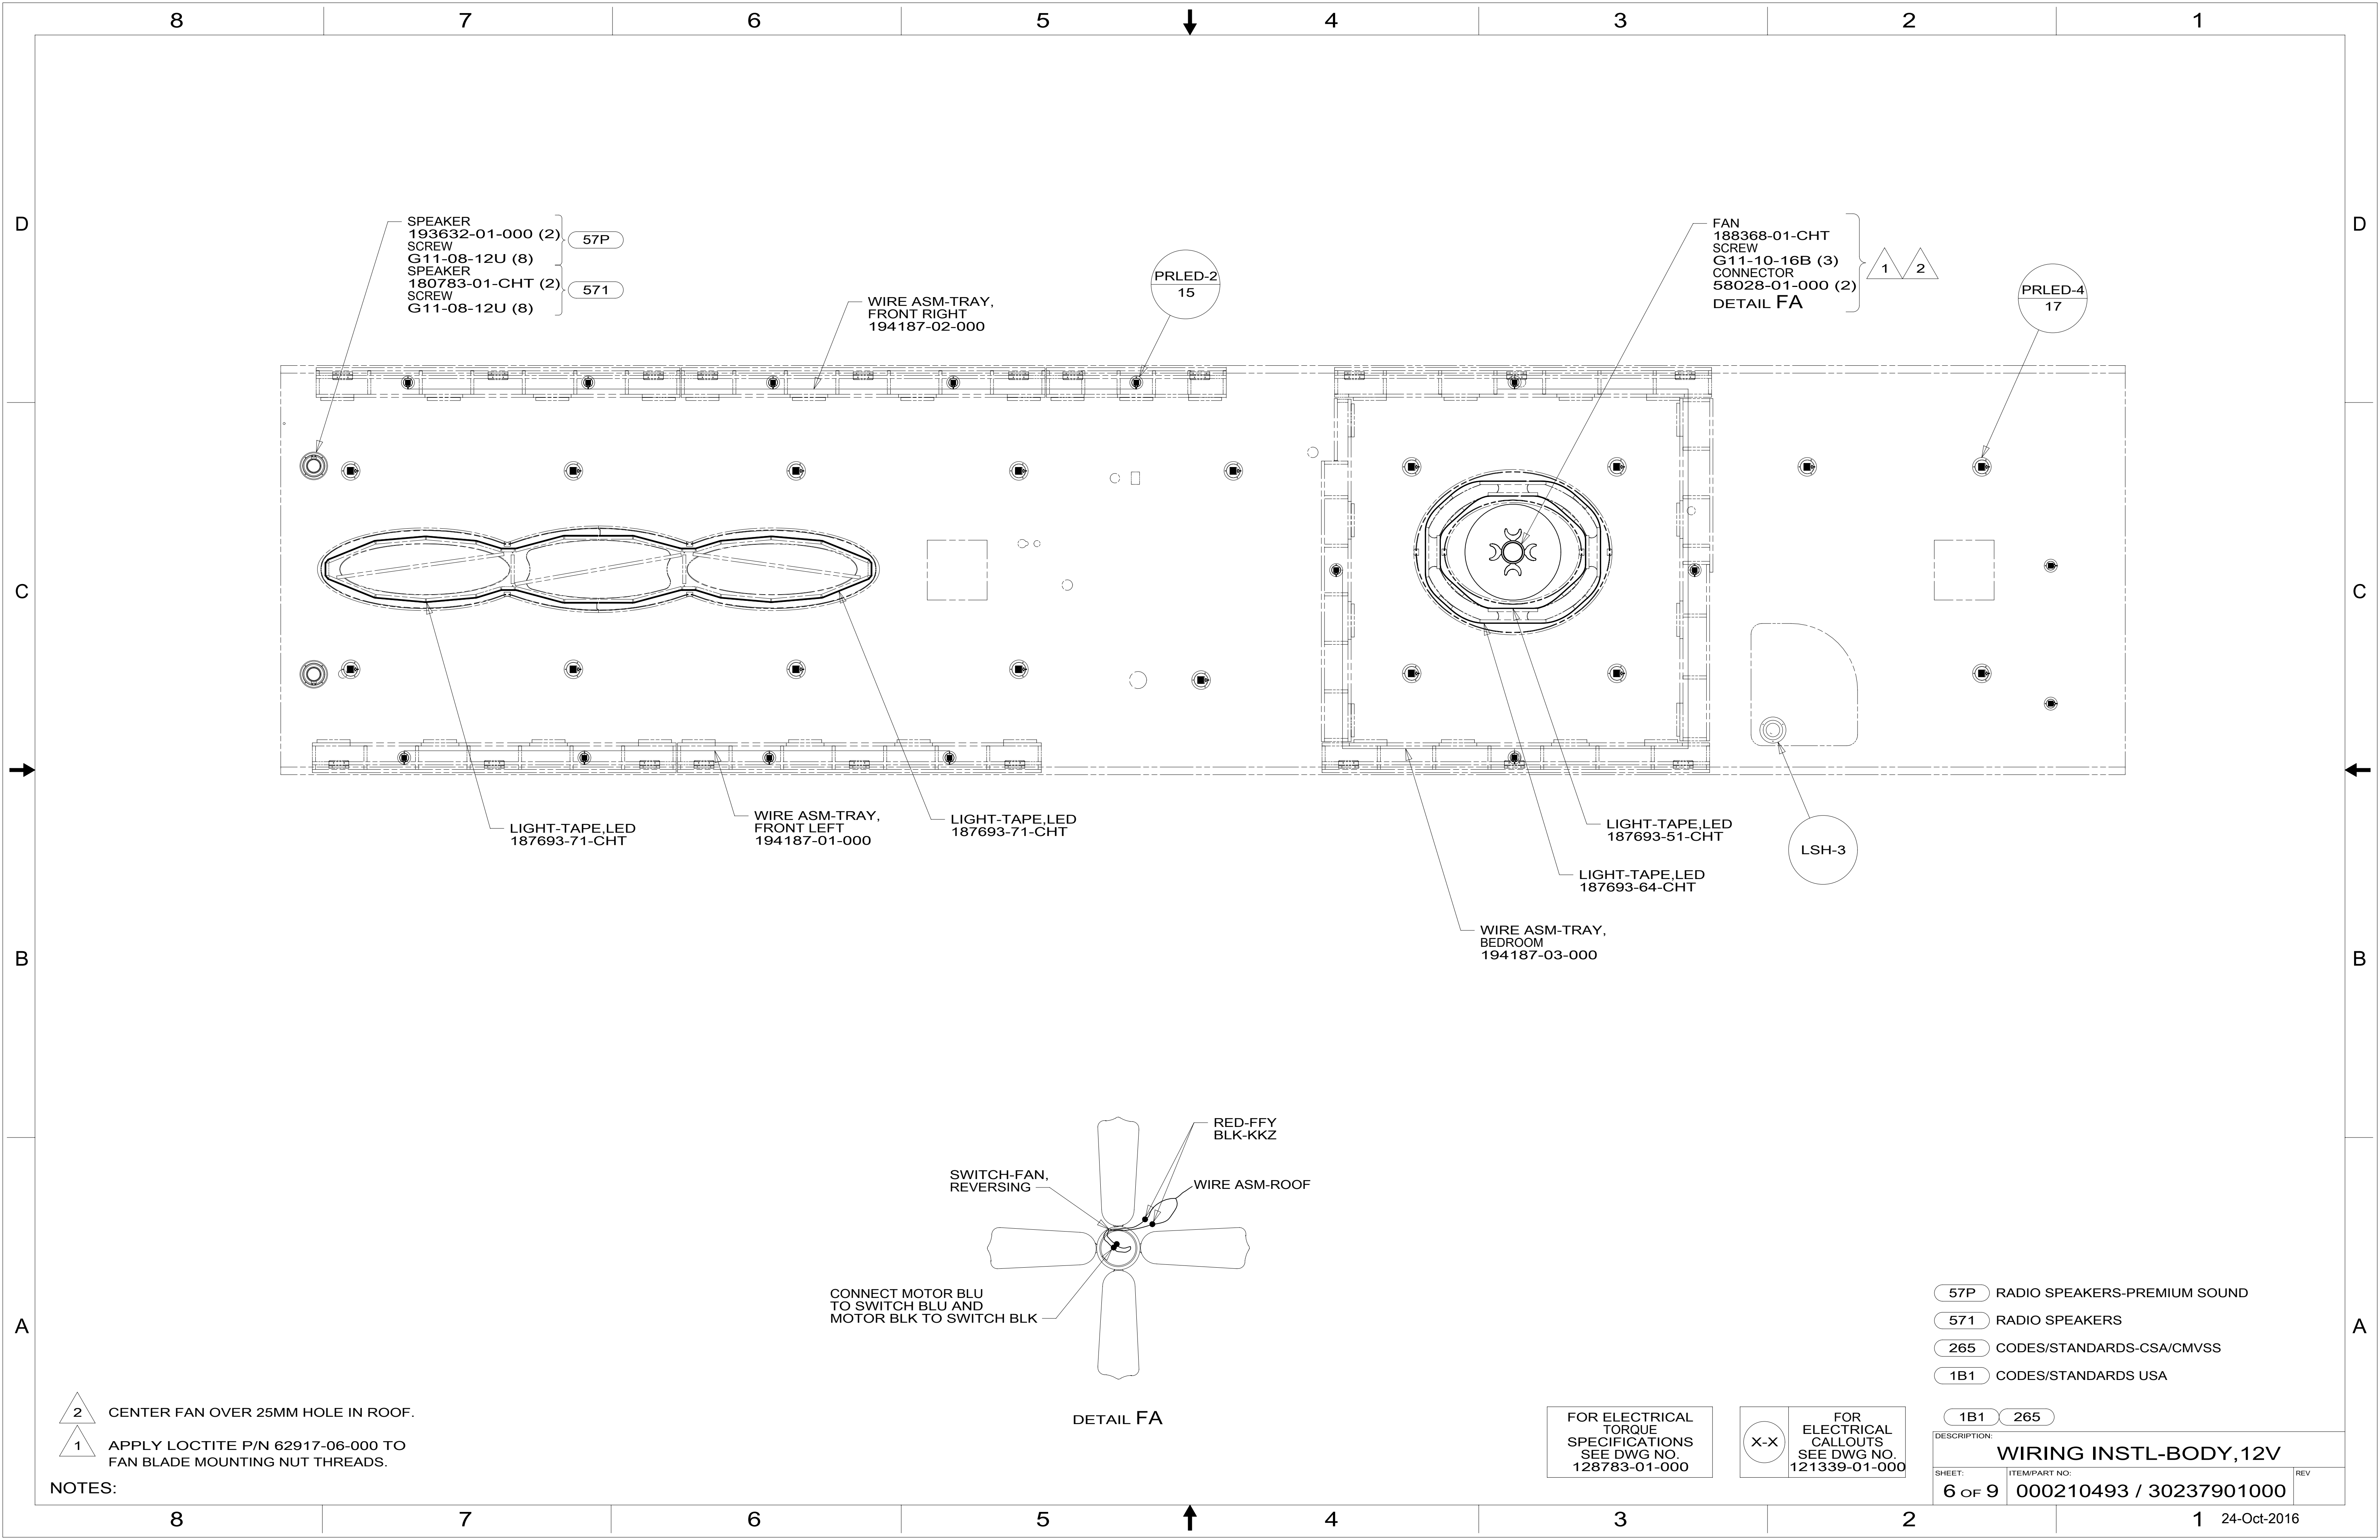 8 7 6 5 4 3 2 1
D
D
SPEAKER
193632-01-000 (2)
SCREW
G11-08-12U (8)
57P
SPEAKER
180783-01-CHT (2)
SCREW
G11-08-12U (8)
571
WIRE ASM-TRAY,
FRONT RIGHT
194187-02-000
PRLED-2
15
FAN
188368-01-CHT
SCREW
G11-10-16B (3)
CONNECTOR
58028-01-000 (2)
DETAIL FA
1 2
PRLED-4
17
C
C
LIGHT-TAPE,LED
187693-71-CHT
WIRE ASM-TRAY,
FRONT LEFT
194187-01-000
LIGHT-TAPE,LED
187693-71-CHT
LIGHT-TAPE,LED
187693-51-CHT
LIGHT-TAPE,LED
187693-64-CHT
LSH-3
WIRE ASM-TRAY,
BEDROOM
194187-03-000
B
B
RED-FFY
BLK-KKZ
SWITCH-FAN,
REVERSING
WIRE ASM-ROOF
CONNECT MOTOR BLU
TO SWITCH BLU AND
MOTOR BLK TO SWITCH BLK
DETAIL FA
A
A
57P RADIO SPEAKERS-PREMIUM SOUND
571 RADIO SPEAKERS
265 CODES/STANDARDS-CSA/CMVSS
1B1 CODES/STANDARDS USA
2 CENTER FAN OVER 25MM HOLE IN ROOF.
1 APPLY LOCTITE P/N 62917-06-000 TO
FAN BLADE MOUNTING NUT THREADS.
NOTES:
FOR ELECTRICAL
TORQUE
SPECIFICATIONS
SEE DWG NO.
128783-01-000
X-X
FOR
ELECTRICAL
CALLOUTS
SEE DWG NO.
121339-01-000
1B1 265
DESCRIPTION:
WIRING INSTL-BODY,12V
SHEET:
6 OF 9
ITEM/PART NO:
000210493 / 30237901000
REV
8 7 6 5 4 3 2 1
24-Oct-2016